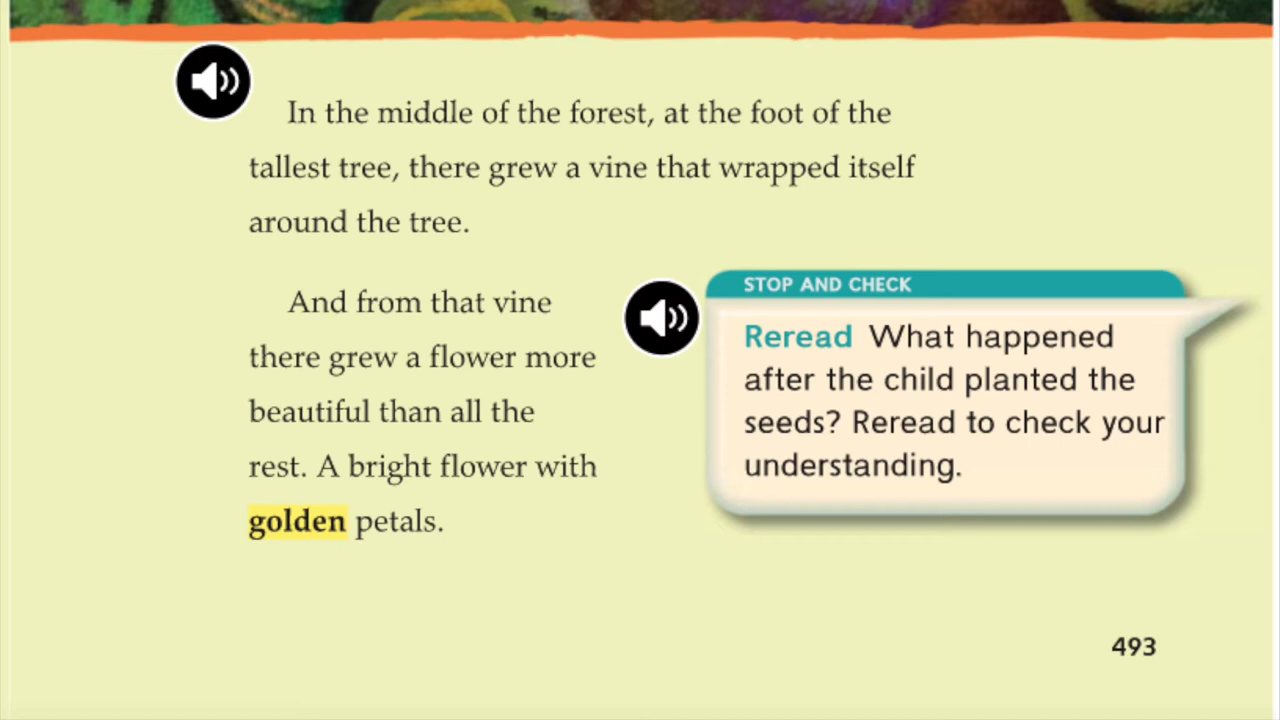 In the middle of the forest, at the foot of the
tallest tree, there grew a vine that wrapped itself
around the tree.
And from that vine
there grew a flower more
beautiful than all the
rest. A bright flower with
golden petals.
STOP AND CHECK
Reread What happened
after the child planted the
seeds? Reread to check your
understanding.
493